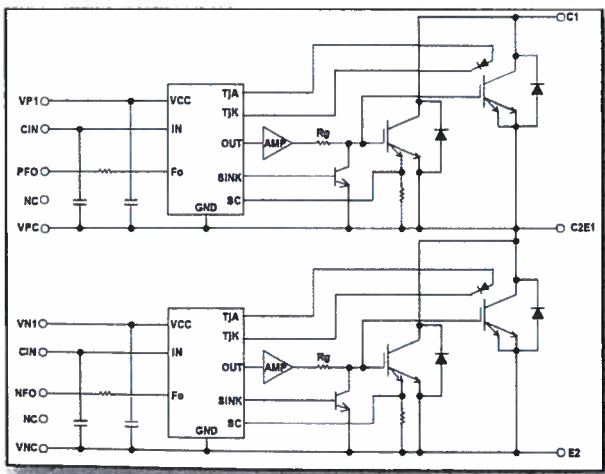 C1
TjA
TjK
VP1
VCC
CIN
IN
OUT
AMP
Rg
PFO
Fo
SINK
NC
SC
GND
VPC
C2E1
TjA
TjK
VN1
VCC
CIN
IN
OUT
AMP
Rg
NFO
Fo
SINK
NC
SC
GND
VNC
E2